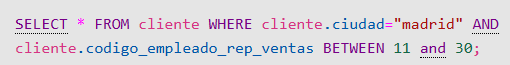 SELECT * FROM cliente WHERE cliente.ciudad="madrid" AND
cliente.codigo_empleado_rep_ventas BETWEEN 11 and 30;